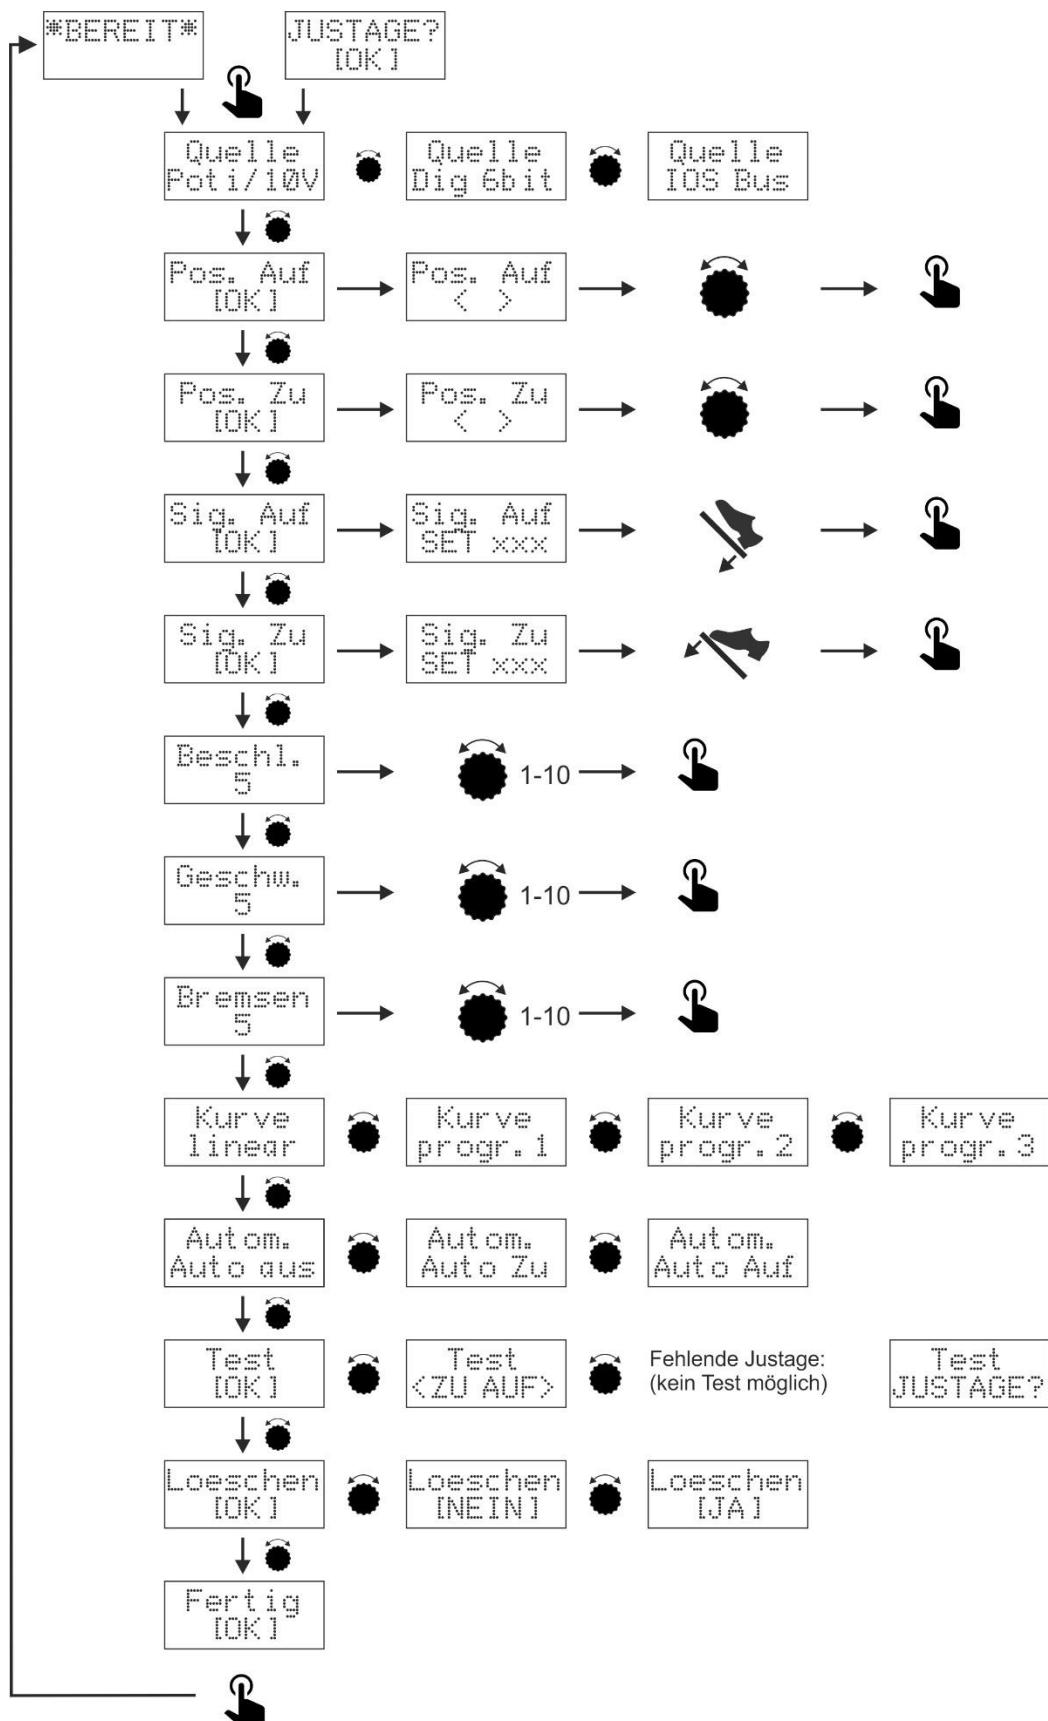 *BEREIT*
JUSTAGE?
[OK]
Quelle
Poti/10V
Quelle
Dig 6bit
Quelle
IOS Bus
Pos. Auf
[OK]
Pos. Auf
< >
Pos. Zu
[OK]
Pos. Zu
< >
Sig. Auf
[OK]
Sig. Auf
SET xxx
Sig. Zu
[OK]
Sig. Zu
SET xxx
Beschl.
5
1-10
Geschw.
5
1-10
Bremsen
5
1-10
Kurve
linear
Kurve
progr.1
Kurve
progr.2
Kurve
progr.3
Autom.
Auto aus
Autom.
Auto Zu
Autom.
Auto Auf
Test
[OK]
Test
<ZU AUF>
Fehlende Justage:
(kein Test möglich)
Test
JUSTAGE?
Loeschen
[OK]
Loeschen
[NEIN]
Loeschen
[JA]
Fertig
[OK]